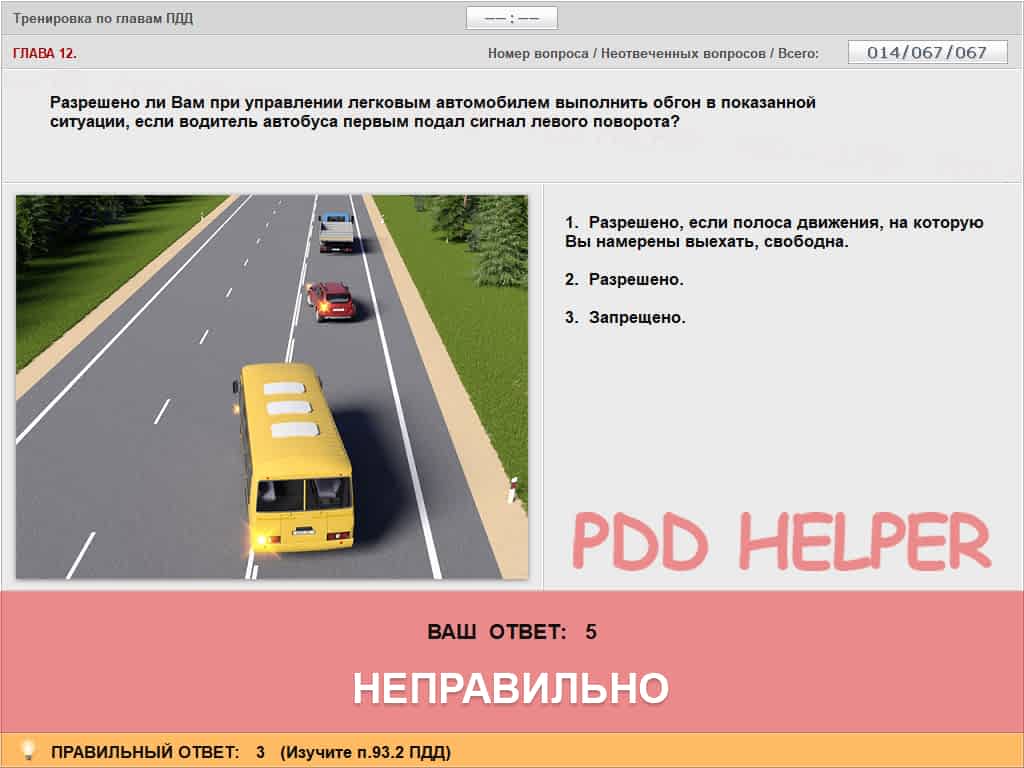 Тренировка по главам ПДД
—— : ——
ГЛАВА 12.
Номер вопроса / Неотвеченных вопросов / Всего:
014/067/067
Разрешено ли Вам при управлении легковым автомобилем выполнить обгон в показанной
ситуации, если водитель автобуса первым подал сигнал левого поворота?
1. Разрешено, если полоса движения, на которую
Вы намерены выехать, свободна.
2. Разрешено.
3. Запрещено.
PDD HELPER
ВАШ ОТВЕТ: 5
НЕПРАВИЛЬНО
ПРАВИЛЬНЫЙ ОТВЕТ: 3 (Изучите п.93.2 ПДД)